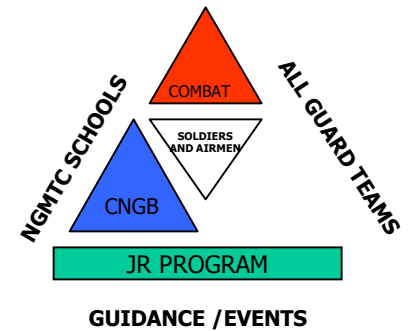 COMBAT
NGMTC SCHOOLS
ALL GUARD TEAMS
SOLDIERS
AND AIRMEN
CNGB
JR PROGRAM
GUIDANCE /EVENTS